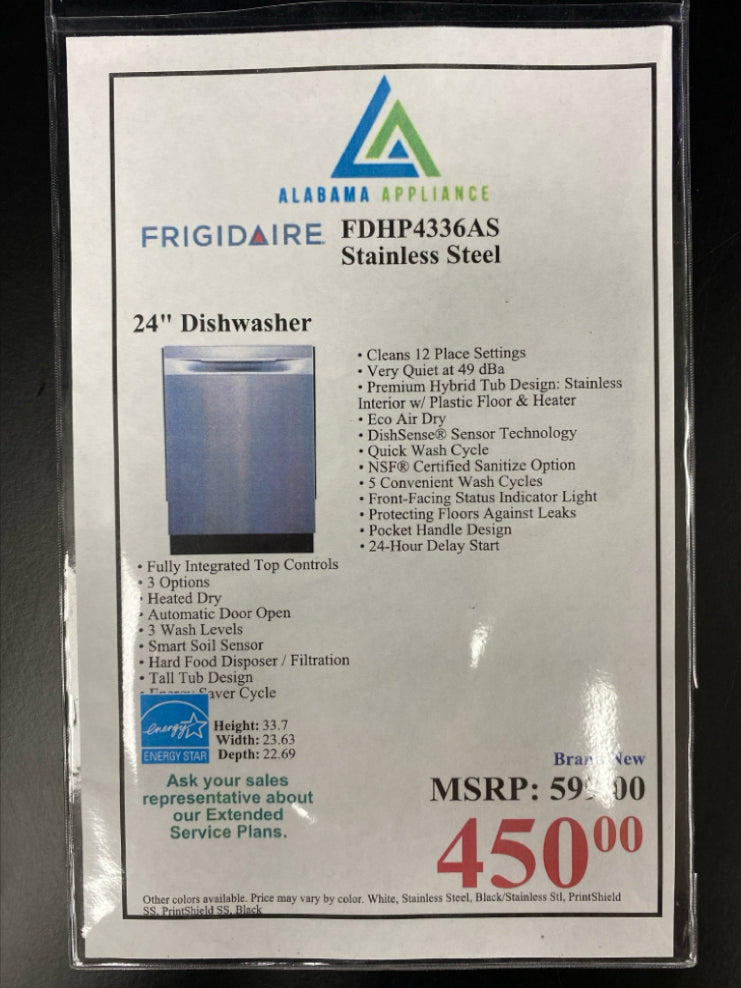 ALABAMA APPLIANCE
FRIGIDAIRE
FDHP4336AS
Stainless Steel
24" Dishwasher
• Cleans 12 Place Settings
• Very Quiet at 49 dBa
• Premium Hybrid Tub Design: Stainless
Interior w/ Plastic Floor & Heater
• Eco Air Dry
• DishSense® Sensor Technology
• Quick Wash Cycle
• NSF® Certified Sanitize Option
• 5 Convenient Wash Cycles
• Front-Facing Status Indicator Light
• Protecting Floors Against Leaks
• Pocket Handle Design
• 24-Hour Delay Start
• Fully Integrated Top Controls
• 3 Options
• Heated Dry
• Automatic Door Open
• 3 Wash Levels
• Smart Soil Sensor
• Hard Food Disposer / Filtration
• Tall Tub Design
• Energy Saver Cycle
energy
ENERGY STAR
Height: 33.7
Width: 23.63
Depth: 22.69
Ask your sales
representative about
our Extended
Service Plans.
Brand New
MSRP:
450 00
Other colors available. Price may vary by color. White, Stainless Steel, Black/Stainless Stl, PrintShield
SS, PrintShield SS, Black